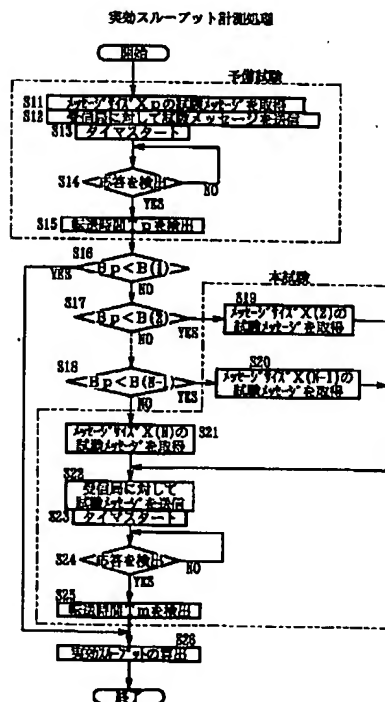 実効スループット計測処理
開始
予備試験
S11
メッセージサイズXpの試験メッセージを取得
S12
受信局に対して試験メッセージを送信
S13
タイマスタート
S14
応答を検出
NO
YES
S15
転送時間Tpを検出
S16
YES
Bp<B(1)
NO
本試験
S17
Bp<B(2)
YES
NO
S19
メッセージサイズX(2)の
試験メッセージを取得
S18
Bp<B(N-1)
YES
NO
S20
メッセージサイズX(N-1)の
試験メッセージを取得
メッセージサイズX(N)の
試験メッセージを取得
S21
S22
受信局に対して
試験メッセージを送信
S23
タイマスタート
S24
応答を検出
NO
YES
S25
転送時間Tmを検出
S26
実効スループットの算出
終了